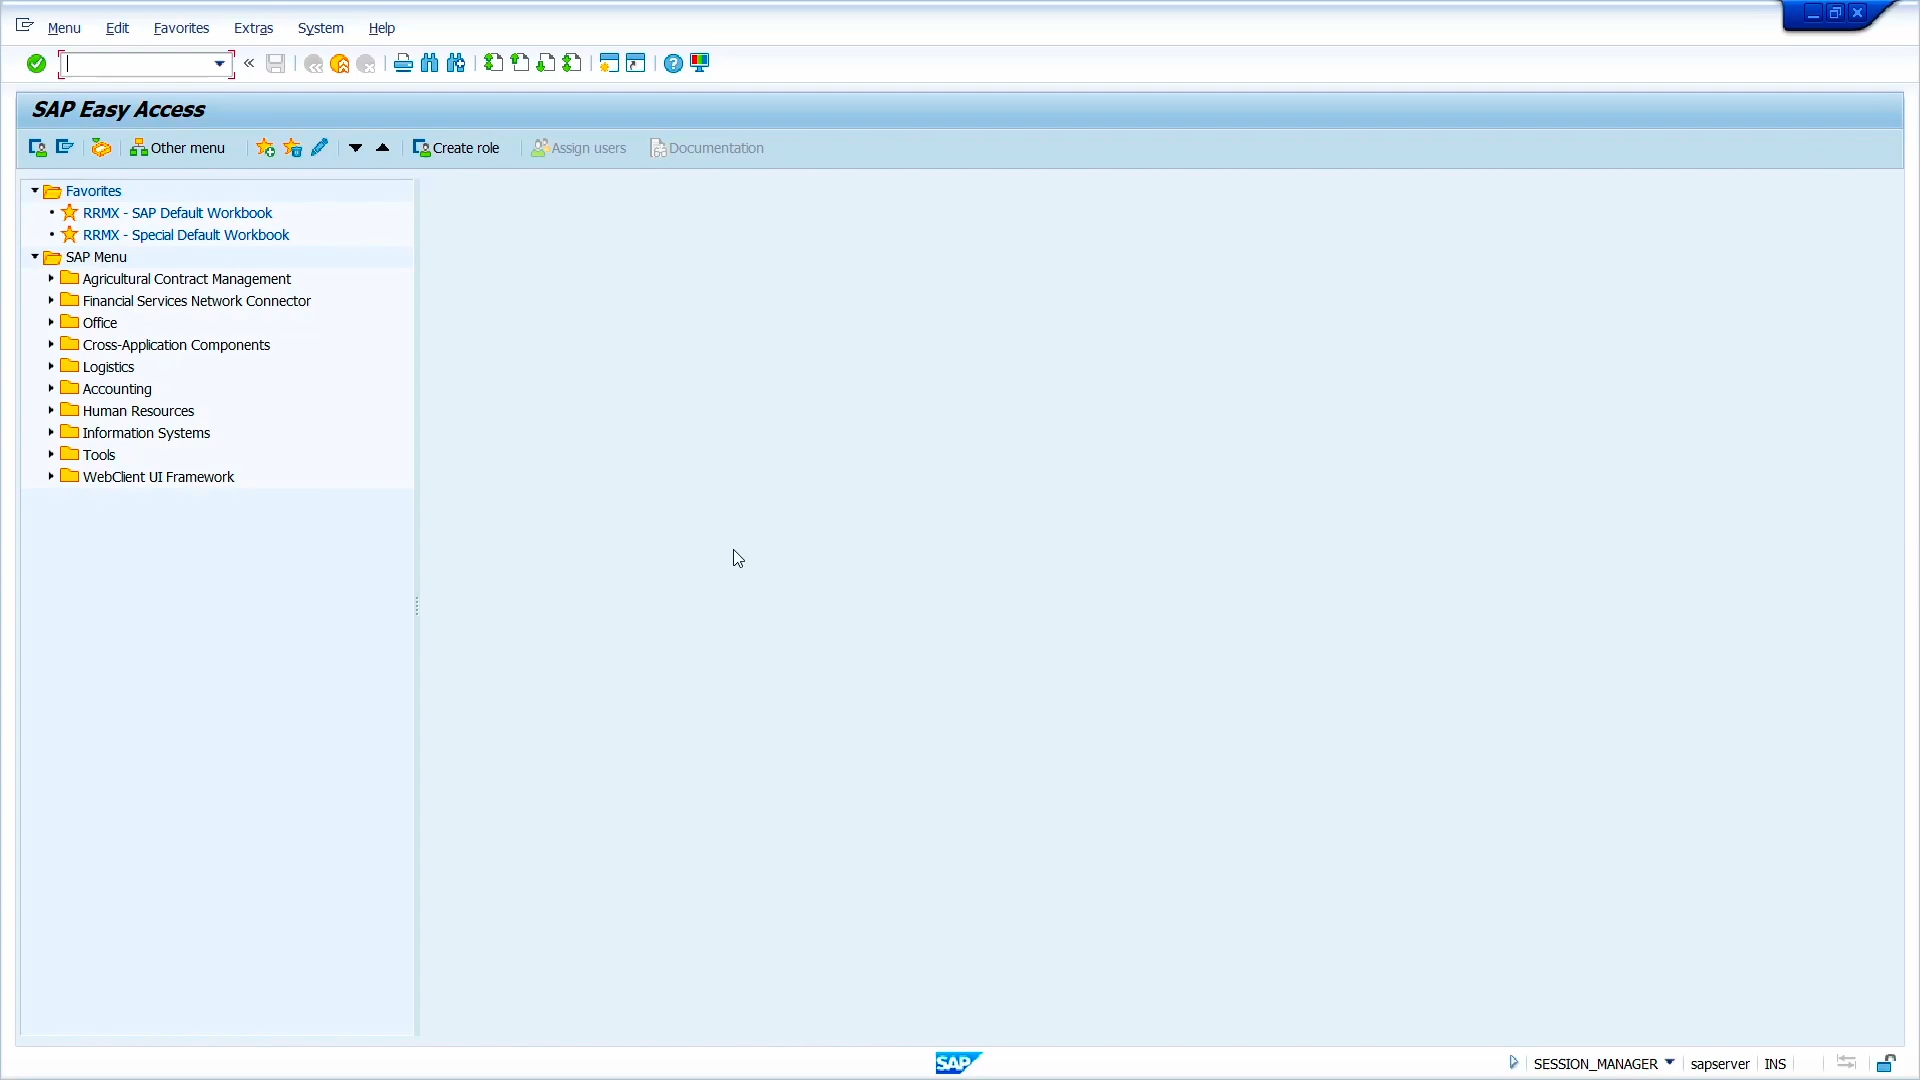 Menu Edit Favorites Extras System Help
SAP Easy Access
Other menu Create role Assign users Documentation
Favorites
RRMX - SAP Default Workbook
RRMX - Special Default Workbook
SAP Menu
Agricultural Contract Management
Financial Services Network Connector
Office
Cross-Application Components
Logistics
Accounting
Human Resources
Information Systems
Tools
WebClient UI Framework
SAP SESSION_MANAGER sapserver INS